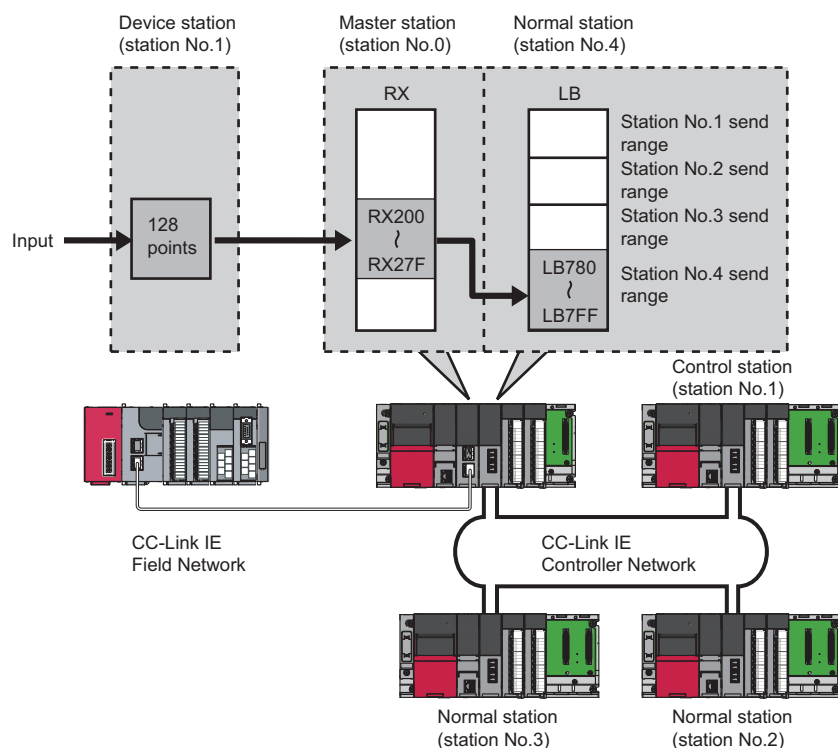 Device station
(station No.1)
Master station
(station No.0)
Normal station
(station No.4)
RX
LB
Station No.1 send
range
Station No.2 send
range
Station No.3 send
range
Station No.4 send
range
Input
128
points
RX200
~
RX27F
LB780
~
LB7FF
Control station
(station No.1)
CC-Link IE
Field Network
CC-Link IE
Controller Network
Normal station
(station No.3)
Normal station
(station No.2)